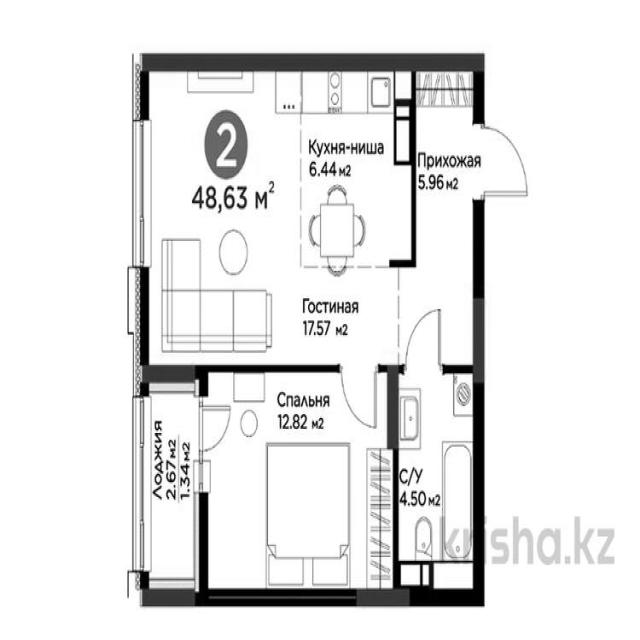 2
48,63 м²
Кухня-ниша
6.44 м2
Прихожая
5.96 м2
Гостиная
17.57 м2
Спальня
12.82 м2
Лоджия
2.67 м2
1.34 м2
С/У
4.50 м2
krisha.kz